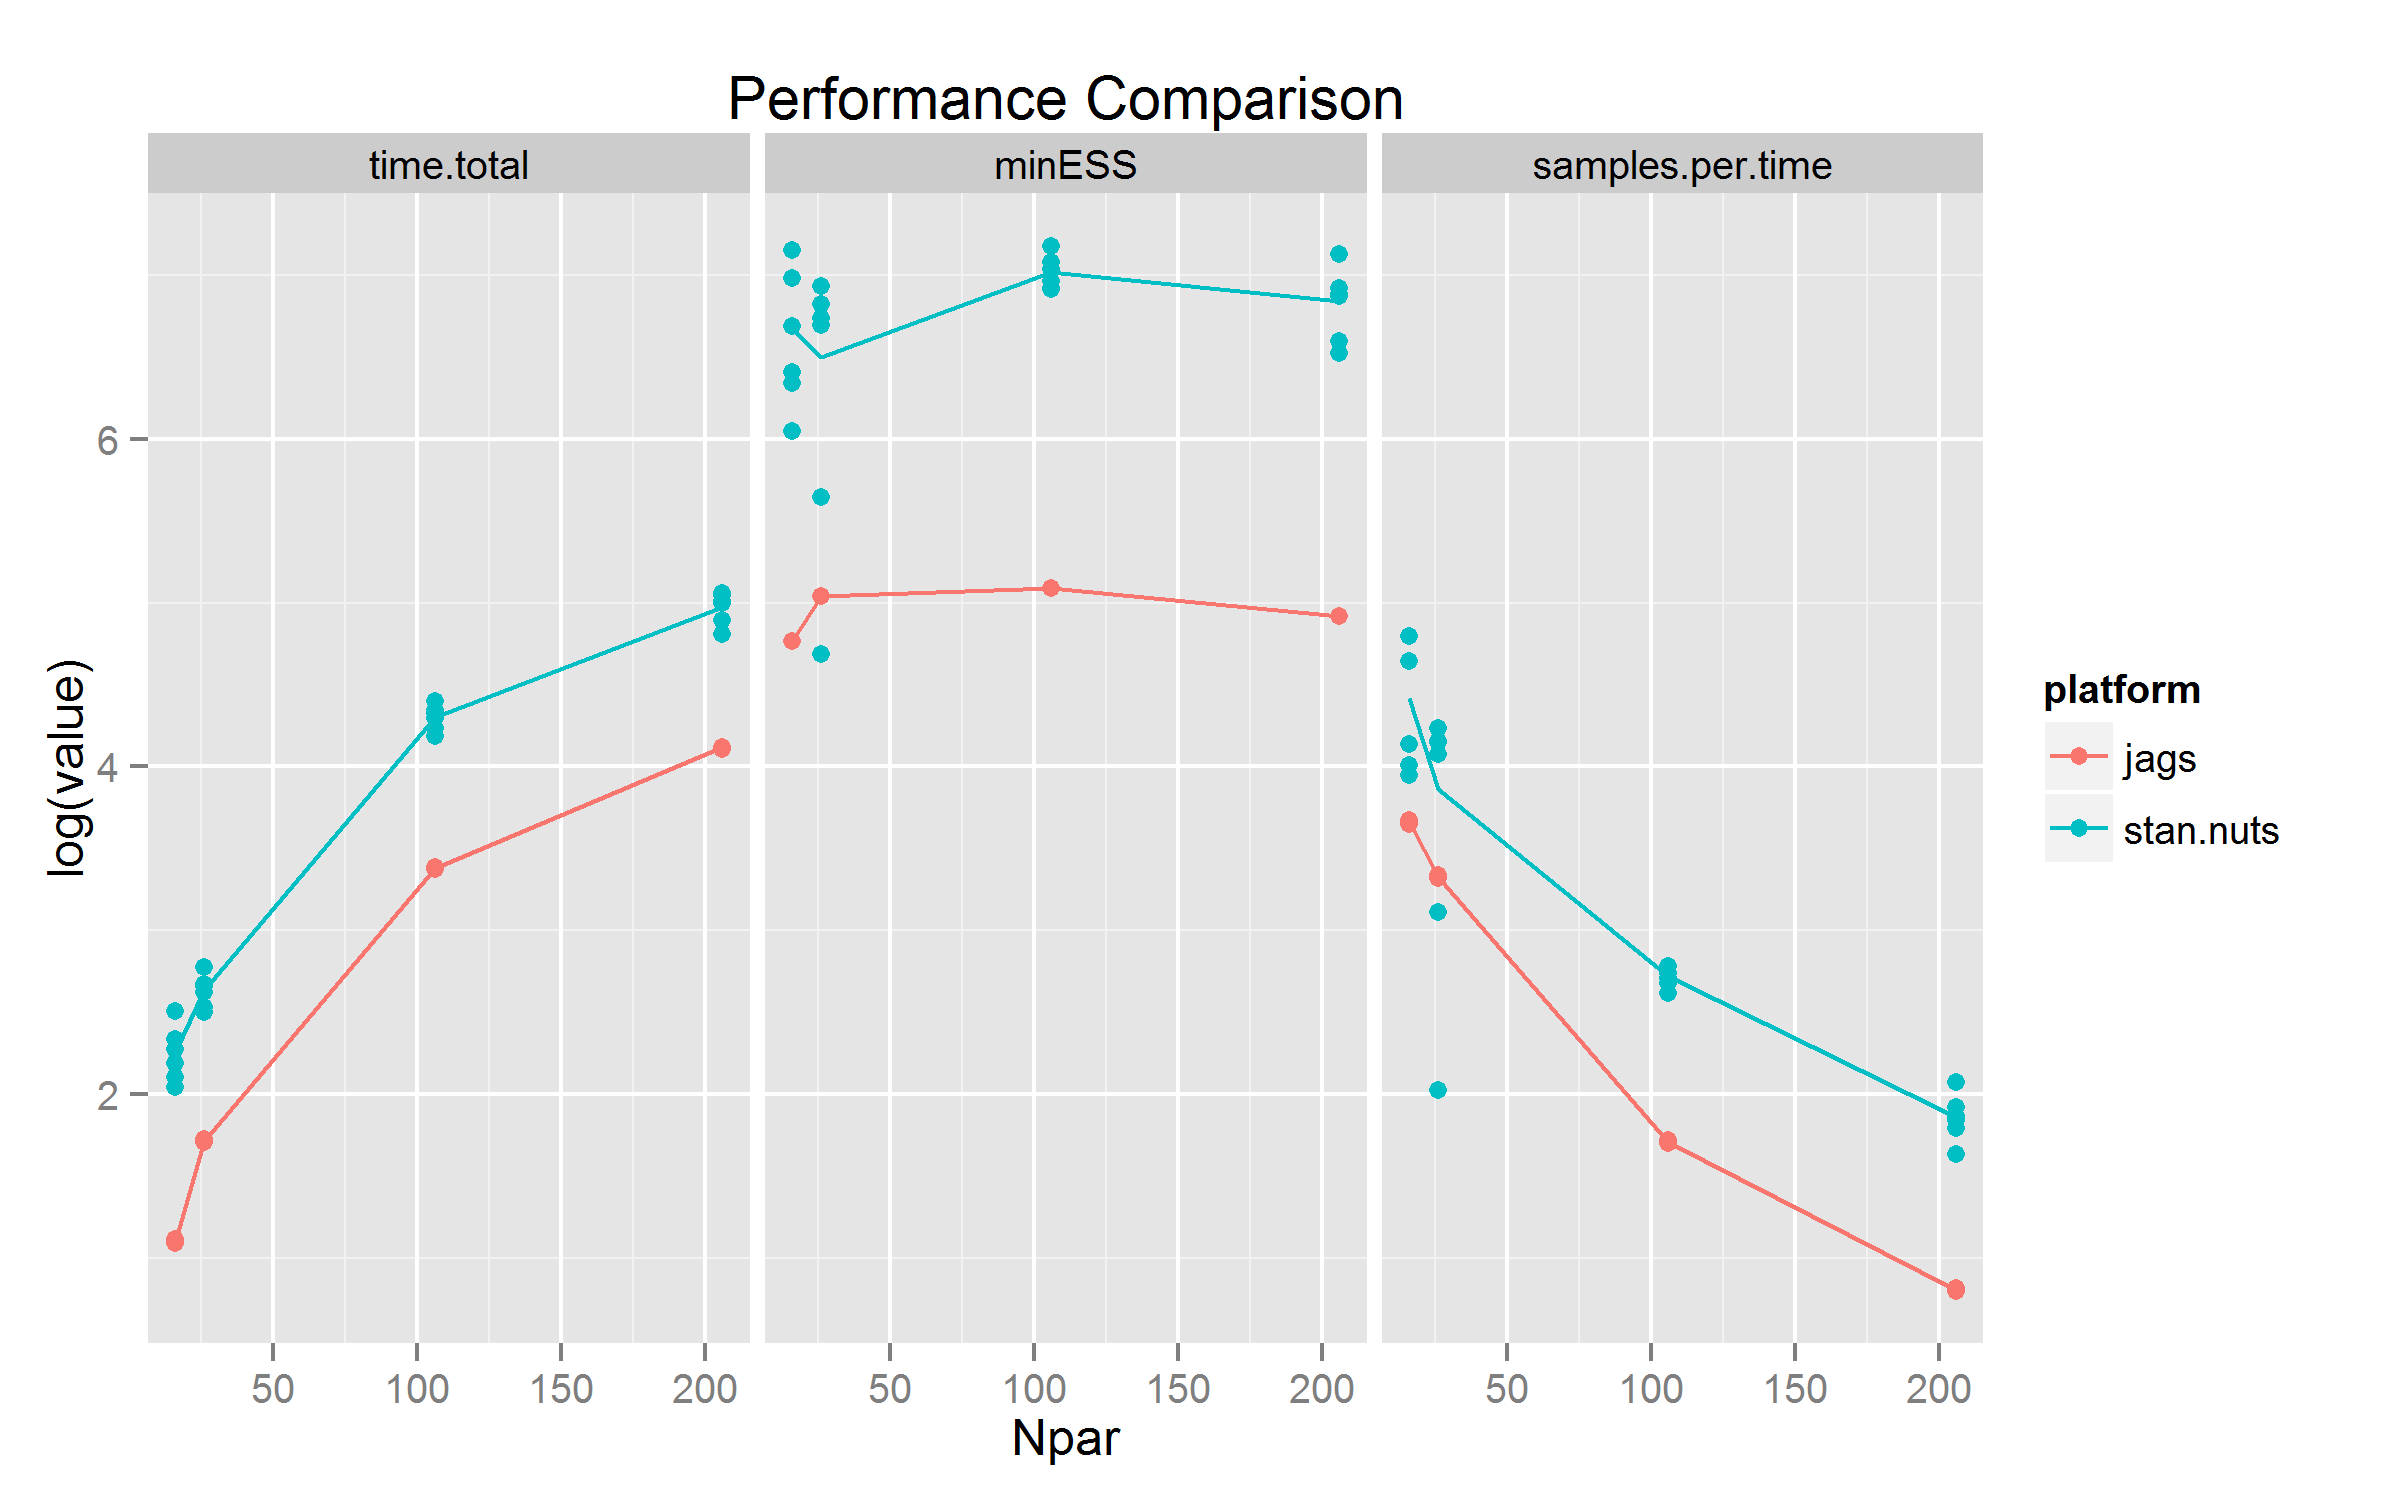 Performance Comparison
time.total minESS samples.per.time
6
4
2
log(value)
50 100 150 200 50 100 150 200 50 100 150 200
Npar
platform
jags
stan.nuts